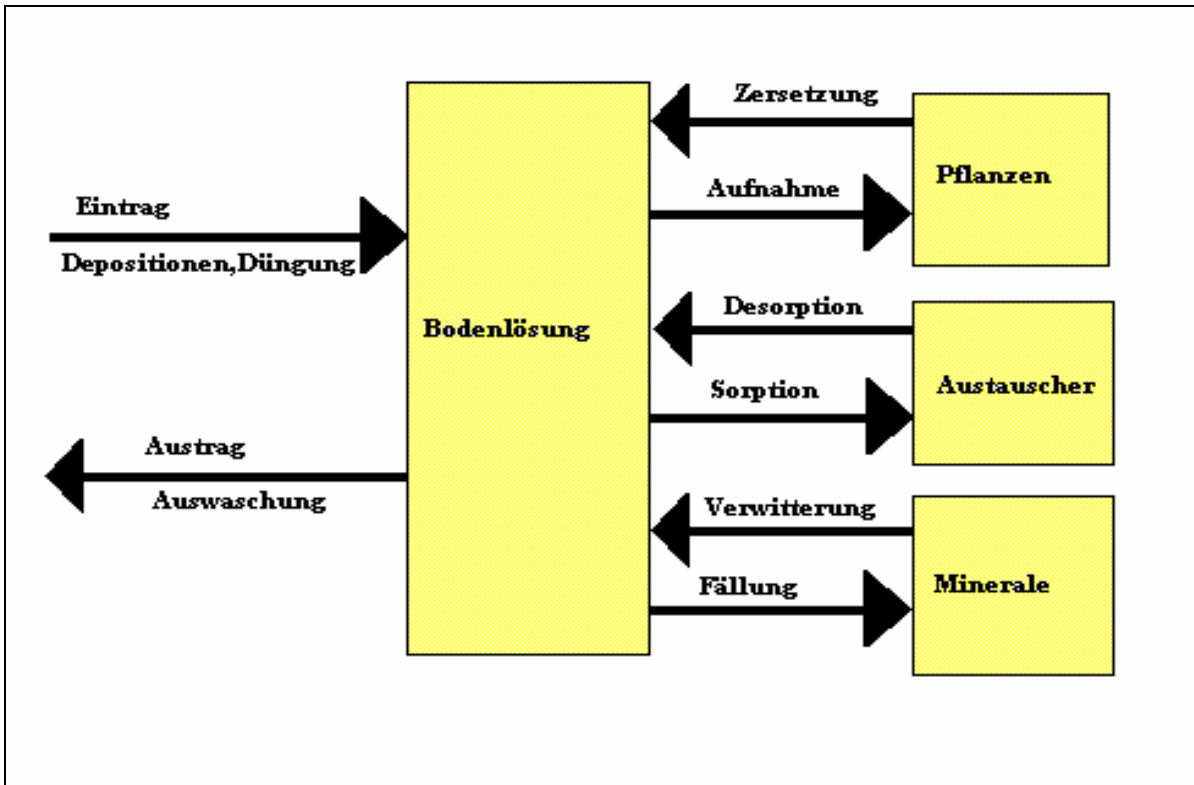 Zersetzung
Pflanzen
Aufnahme
Eintrag
Depositionen,Düngung
Desorption
Bodenlösung
Austauscher
Sorption
Austrag
Auswaschung
Verwitterung
Minerale
Fällung